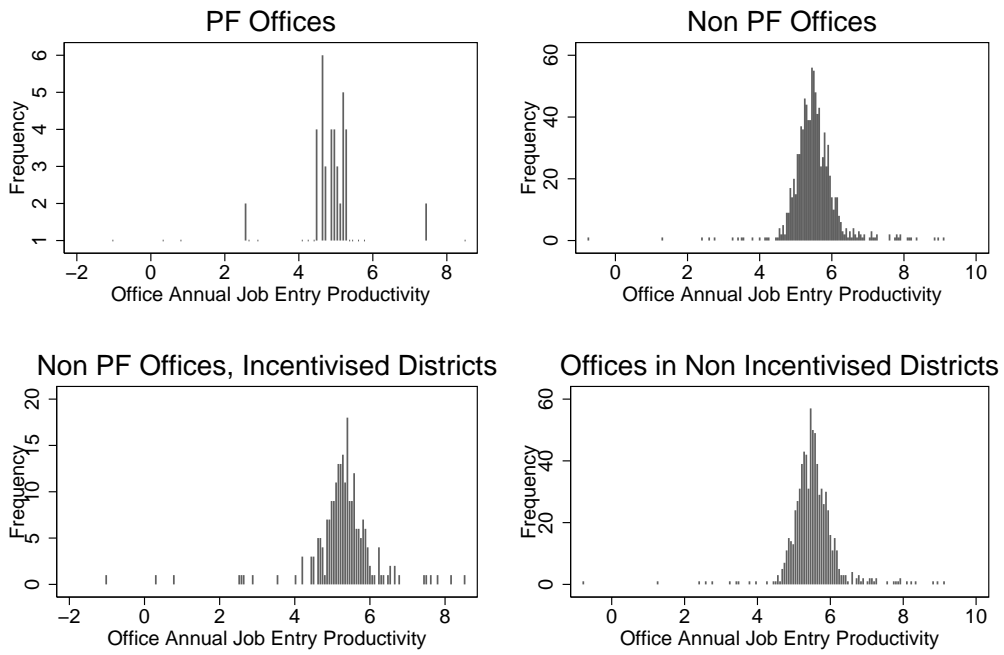 PF Offices
Frequency
1 2 3 4 5 6
−2 0 2 4 6 8
Office Annual Job Entry Productivity
Non PF Offices
Frequency
0 20 40 60
0 2 4 6 8 10
Office Annual Job Entry Productivity
Non PF Offices, Incentivised Districts
Frequency
0 5 10 15 20
−2 0 2 4 6 8
Office Annual Job Entry Productivity
Offices in Non Incentivised Districts
Frequency
0 20 40 60
0 2 4 6 8 10
Office Annual Job Entry Productivity